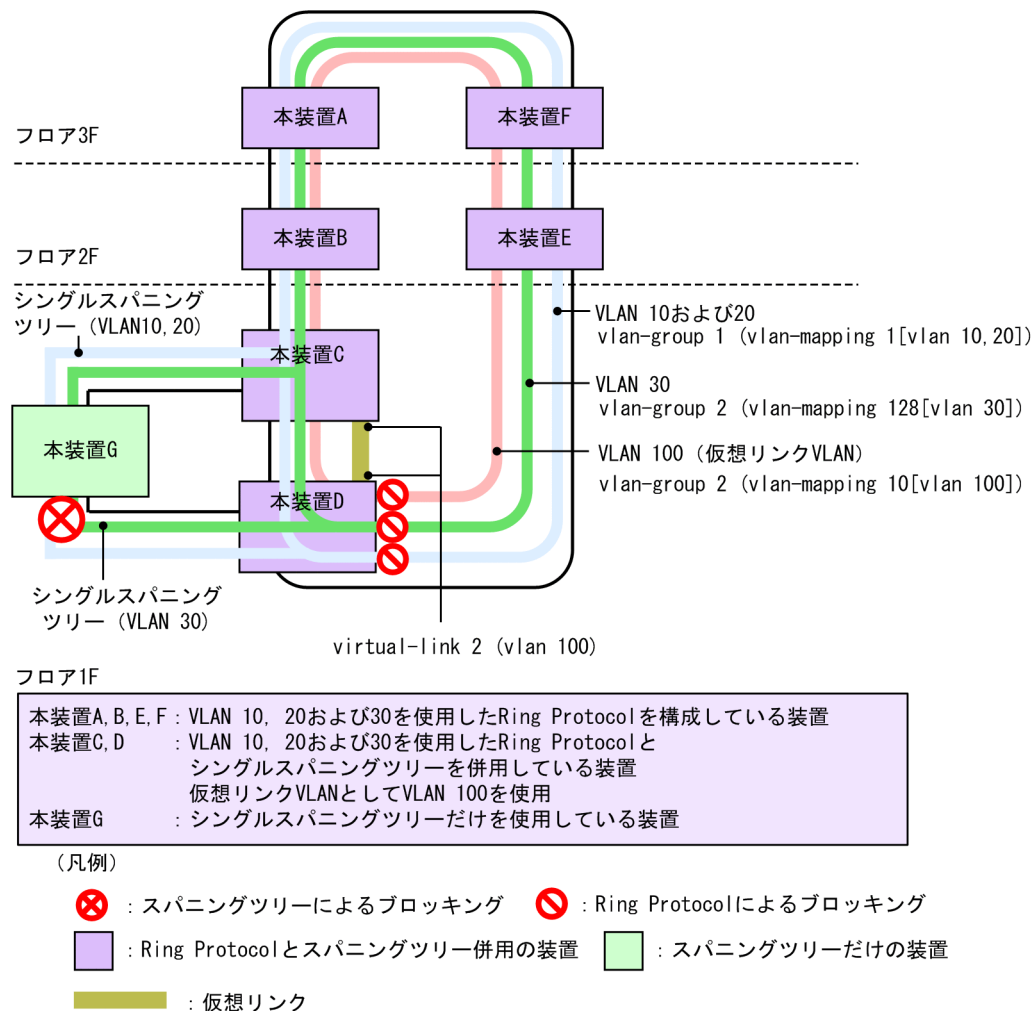 本装置A
本装置F
フロア3F
本装置B
本装置E
フロア2F
シングルスパニング
ツリー（VLAN10,20）
VLAN 10および20
vlan-group 1（vlan-mapping 1[vlan 10,20]）
本装置C
VLAN 30
vlan-group 2（vlan-mapping 128[vlan 30]）
本装置G
VLAN 100（仮想リンクVLAN）
vlan-group 2（vlan-mapping 10[vlan 100]）
本装置D
シングルスパニング
ツリー（VLAN 30）
virtual-link 2（vlan 100）
フロア1F
本装置A,B,E,F：VLAN 10, 20および30を使用したRing Protocolを構成している装置
本装置C,D ：VLAN 10, 20および30を使用したRing Protocolと
シングルスパニングツリーを併用している装置
仮想リンクVLANとしてVLAN 100を使用
本装置G ：シングルスパニングツリーだけを使用している装置
（凡例）
：スパニングツリーによるブロッキング ：Ring Protocolによるブロッキング
：Ring Protocolとスパニングツリー併用の装置 ：スパニングツリーだけの装置
：仮想リンク